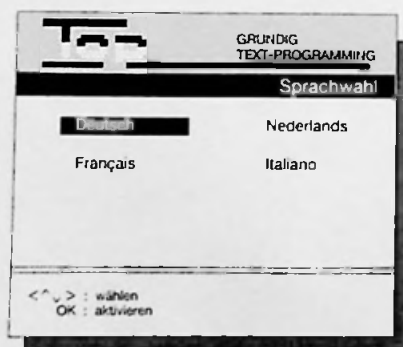 Top
GRUNDIG
TEXT-PROGRAMMING
Sprachwahl
Deutsch Nederlands
Français Italiano
<^⌄> : wählen
OK : aktivieren